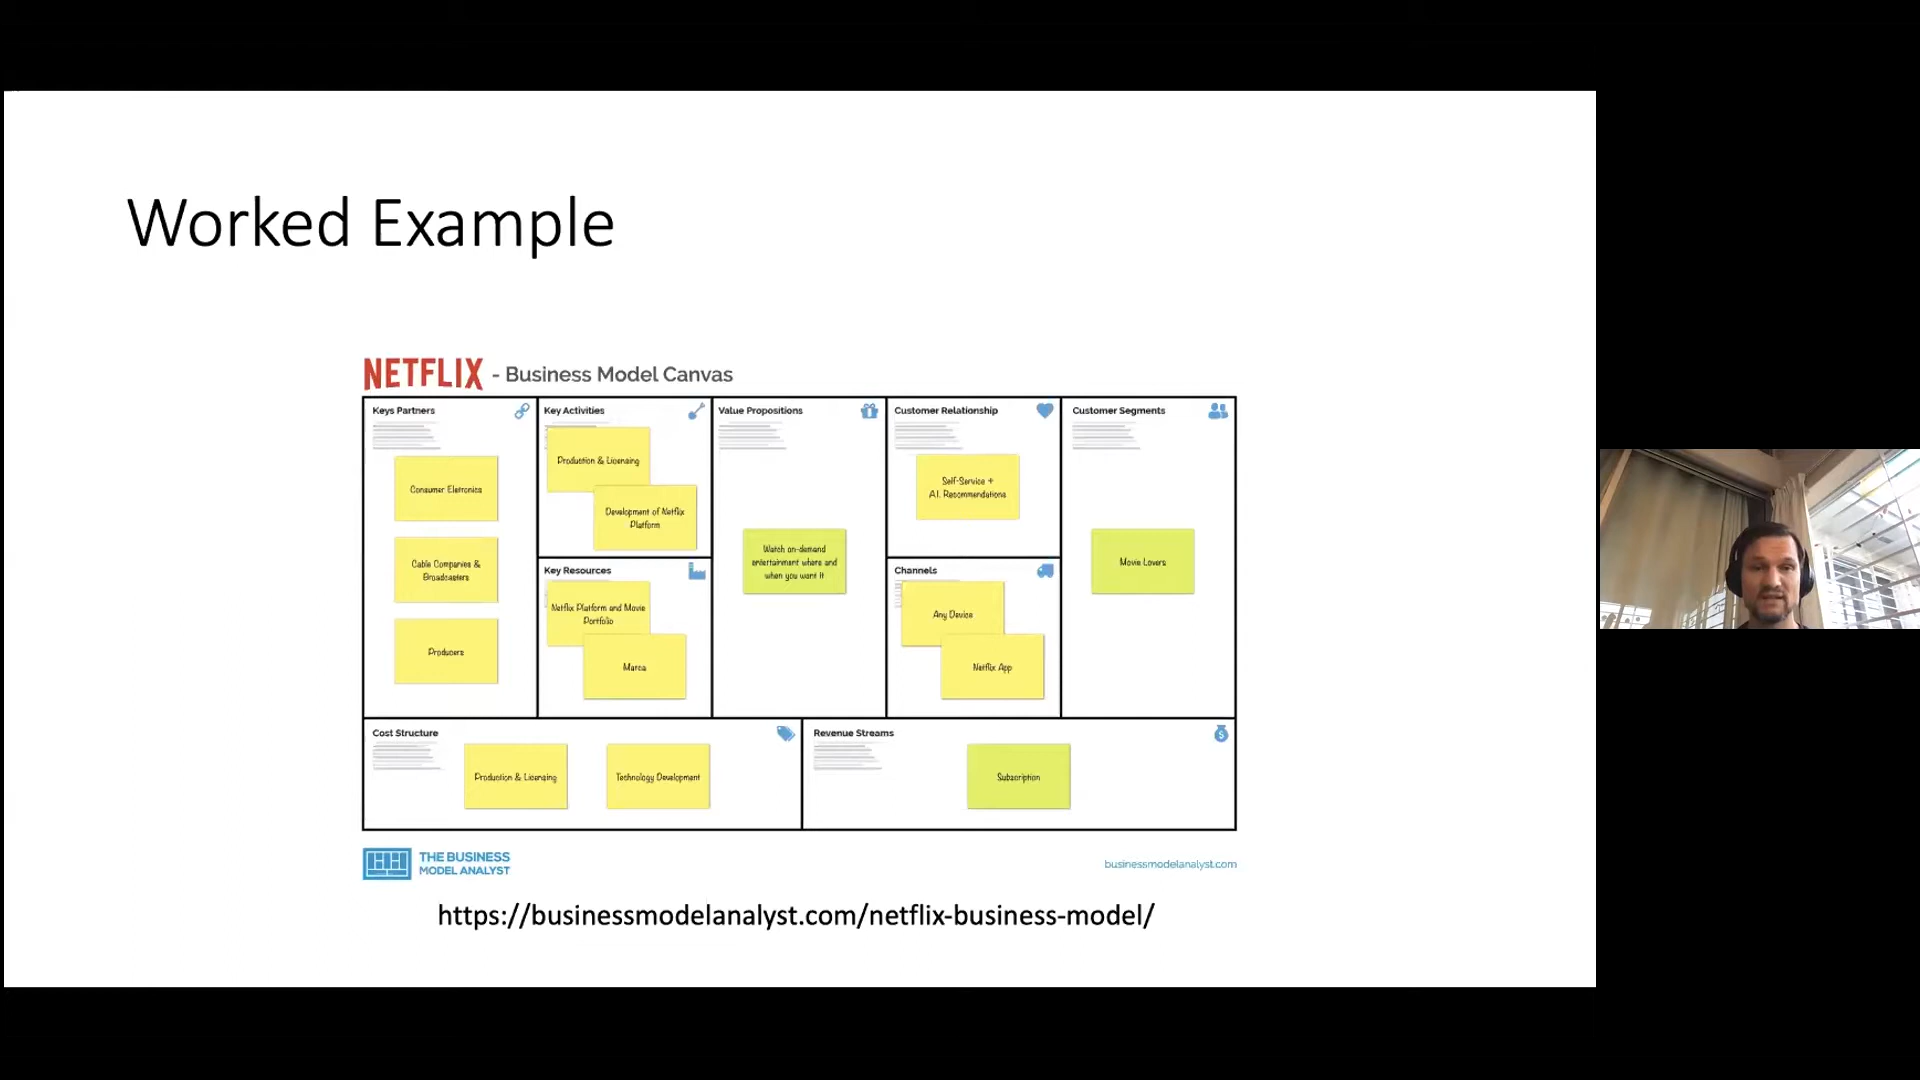 Worked Example
NETFLIX - Business Model Canvas
Keys Partners
Consumer Eletronics
Cable Companies &
Broadcasters
Producers
Key Activities
Production & Licensing
Development of Netflix
Platform
Key Resources
Netflix Platform and Movie
Portfolio
Marca
Value Propositions
Watch on-demand
entertainment where and
when you want it
Customer Relationship
Self-Service +
A.I. Recommendations
Channels
Any Device
Netflix App
Customer Segments
Movie Lovers
Cost Structure
Production & Licensing
Technology Development
Revenue Streams
Subscription
THE BUSINESS
MODEL ANALYST
businessmodelanalyst.com
https://businessmodelanalyst.com/netflix-business-model/